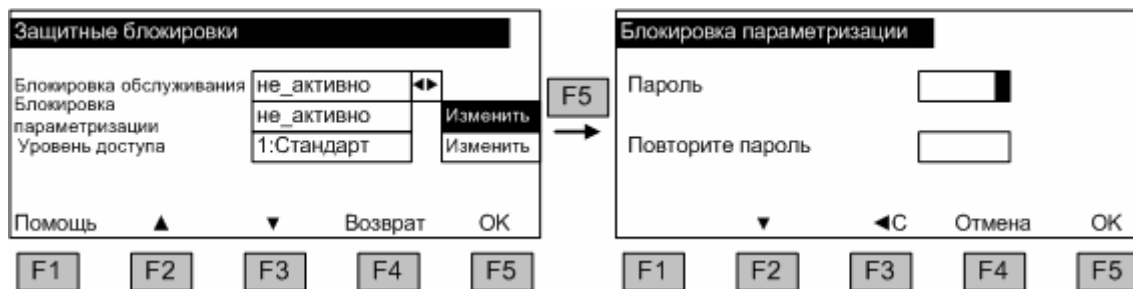 Защитные блокировки
Блокировка обслуживания не_активно ◄►
Блокировка параметризации не_активно Изменить
Уровень доступа 1:Стандарт Изменить
Помощь ▲ ▼ Возврат OK
F1 F2 F3 F4 F5
F5
Блокировка параметризации
Пароль
Повторите пароль
▼ ◄C Отмена OK
F1 F2 F3 F4 F5